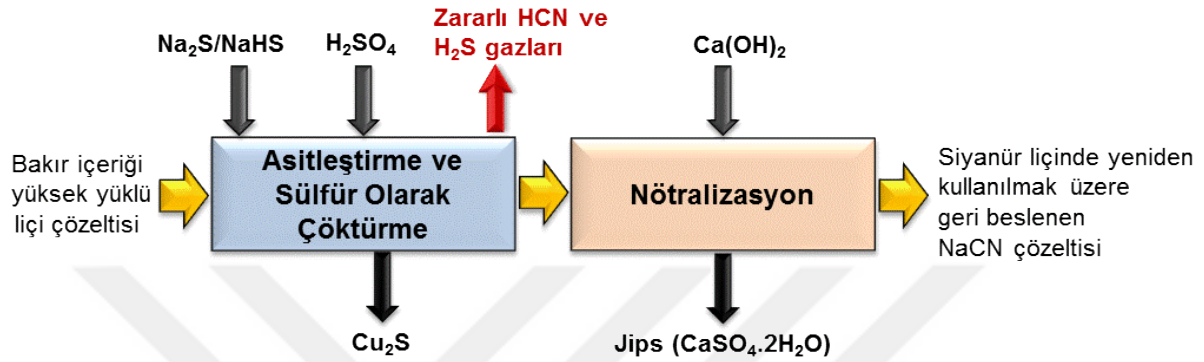 Zararlı HCN ve
H₂S gazları
Na₂S/NaHS
H₂SO₄
Ca(OH)₂
Bakır içeriği
yüksek yüklü
liçi çözeltisi
Asitleştirme ve
Sülfür Olarak
Çöktürme
Nötralizasyon
Siyanür liçinde yeniden
kullanılmak üzere
geri beslenen
NaCN çözeltisi
Cu₂S
Jips (CaSO₄.2H₂O)